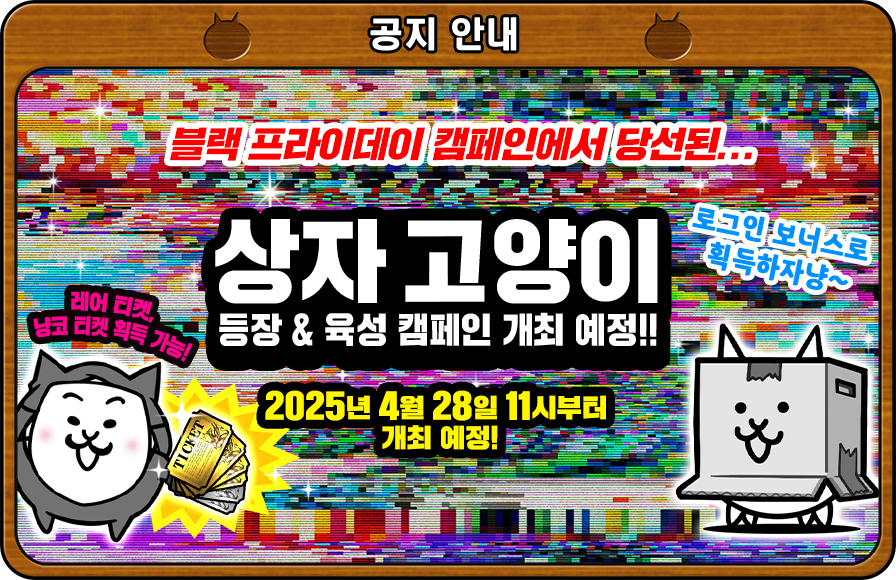 공지 안내
블랙 프라이데이 캠페인에서 당선된...
상자 고양이
등장 & 육성 캠페인 개최 예정!!
로그인 보너스로
획득하자냥~
레어 티켓,
냥코 티켓 획득 가능!
TICKET
2025년 4월 28일 11시부터
개최 예정!